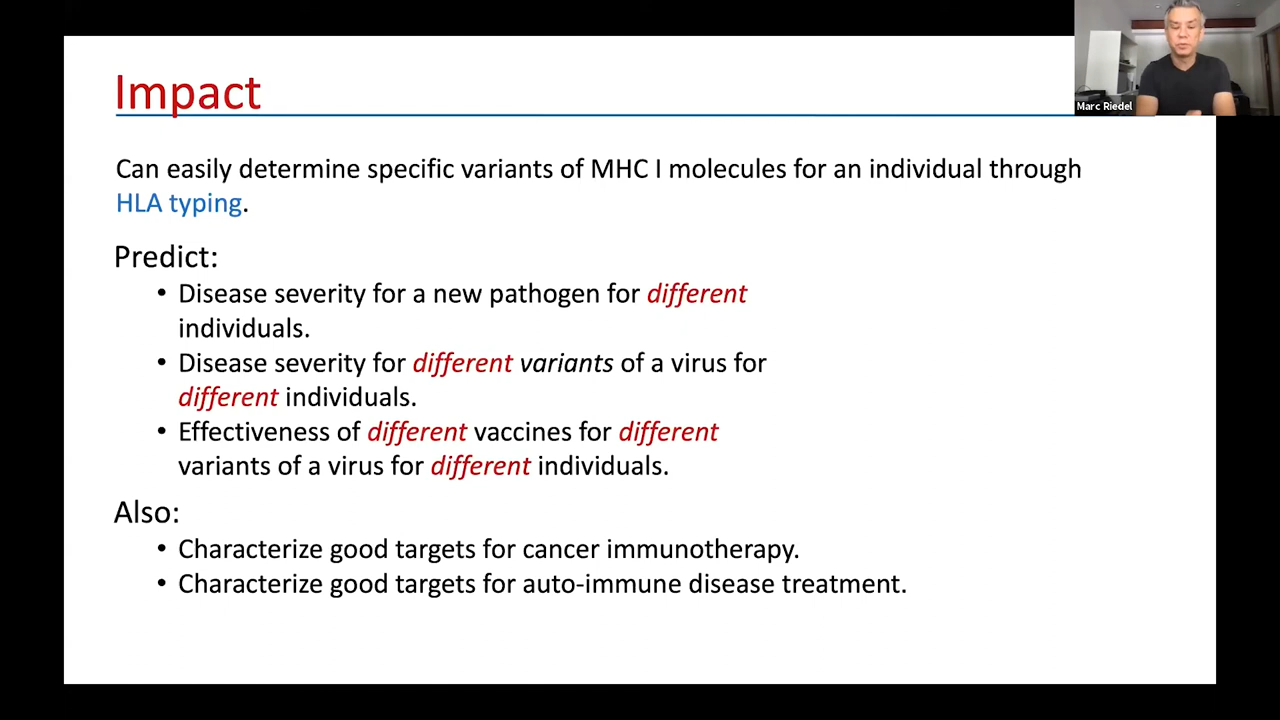 Impact
Marc Riedel
Can easily determine specific variants of MHC I molecules for an individual through
HLA typing.
Predict:
• Disease severity for a new pathogen for different
individuals.
• Disease severity for different variants of a virus for
different individuals.
• Effectiveness of different vaccines for different
variants of a virus for different individuals.
Also:
• Characterize good targets for cancer immunotherapy.
• Characterize good targets for auto-immune disease treatment.